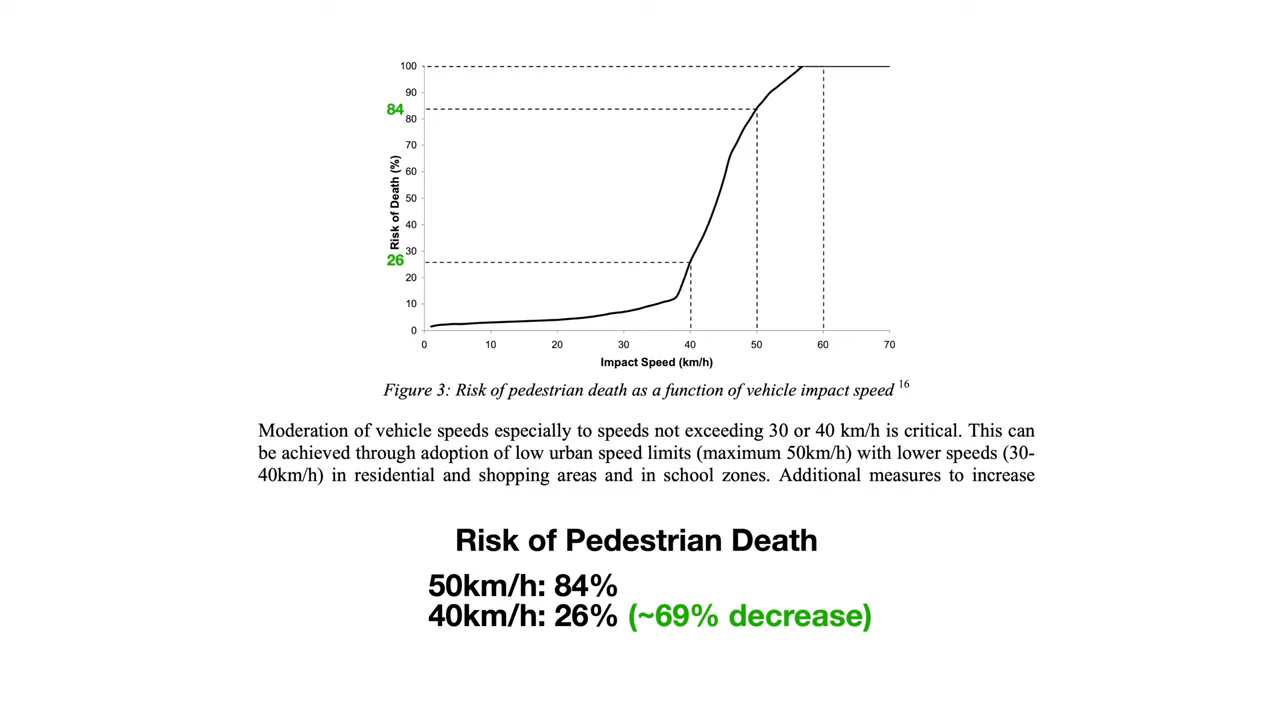 100
90
84
80
70
60
50
40
30
26
20
10
0
Risk of Death (%)
0 10 20 30 40 50 60 70
Impact Speed (km/h)
Figure 3: Risk of pedestrian death as a function of vehicle impact speed 16
Moderation of vehicle speeds especially to speeds not exceeding 30 or 40 km/h is critical. This can
be achieved through adoption of low urban speed limits (maximum 50km/h) with lower speeds (30-
40km/h) in residential and shopping areas and in school zones. Additional measures to increase
Risk of Pedestrian Death
50km/h: 84%
40km/h: 26% (~69% decrease)